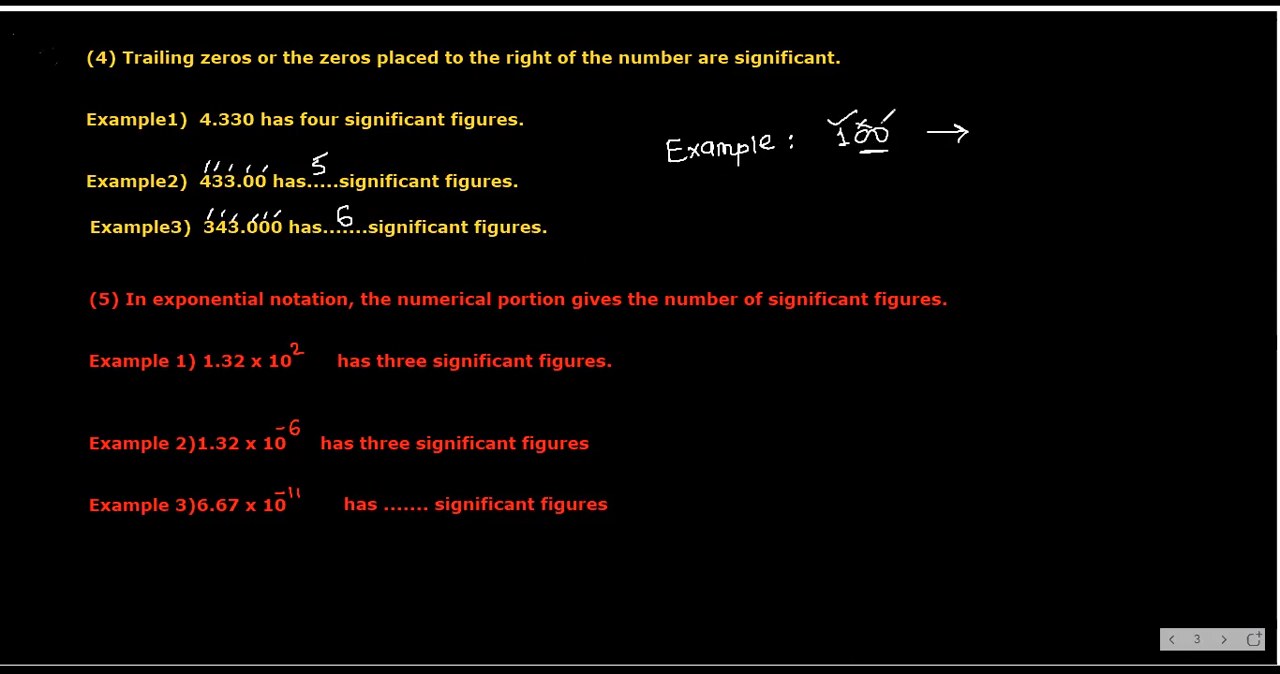 (4) Trailing zeros or the zeros placed to the right of the number are significant.
Example1) 4.330 has four significant figures.
Example : 100 →
Example2) 433.00 has.....significant figures.
5
Example3) 343.000 has.......significant figures.
6
(5) In exponential notation, the numerical portion gives the number of significant figures.
Example 1) 1.32 x 10² has three significant figures.
Example 2)1.32 x 10⁻⁶ has three significant figures
Example 3)6.67 x 10⁻¹¹ has ....... significant figures
3